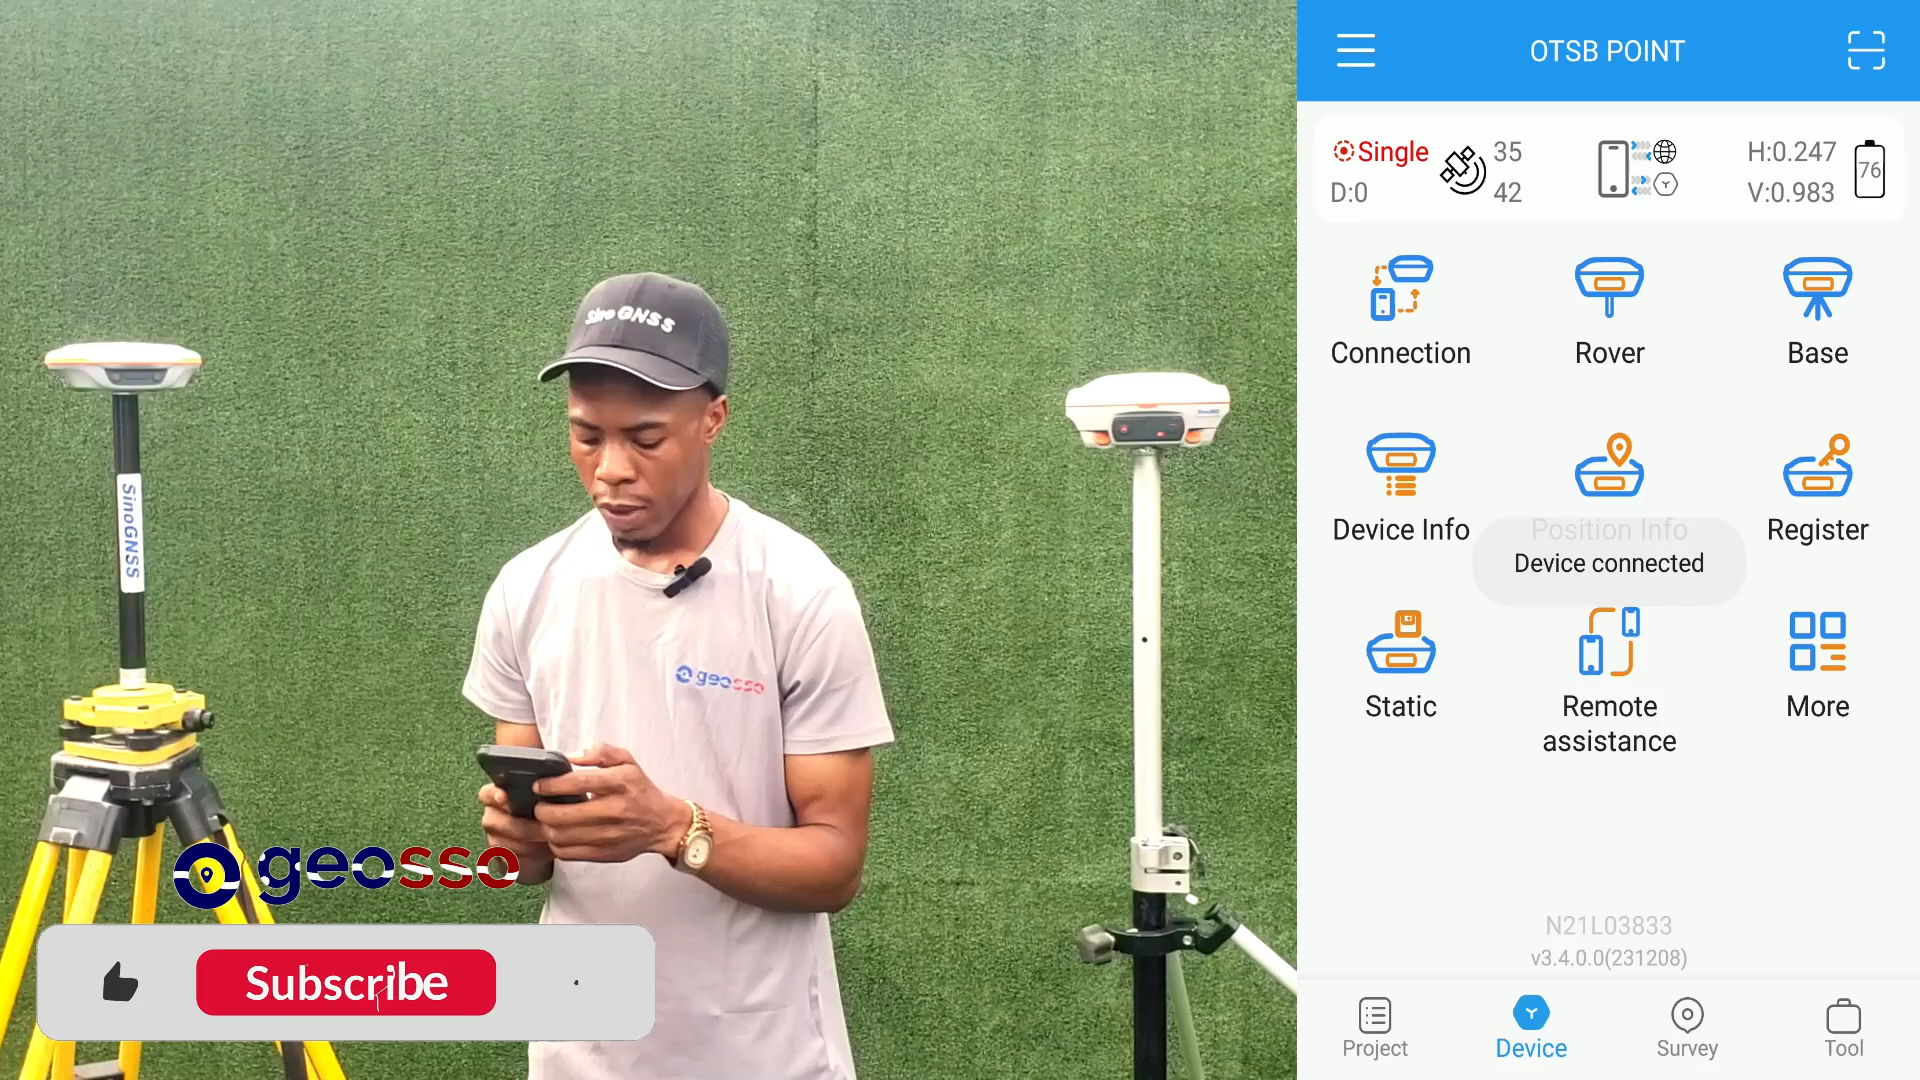 SinoGNSS
SinoGNSS
geosso
geosso
Subscribe
OTSB POINT
Single
D:0
35
42
H:0.247
V:0.983
76
Connection
Rover
Base
Device Info
Position Info
Register
Device connected
Static
Remote
assistance
More
N21L03833
v3.4.0.0(231208)
Project
Device
Survey
Tool